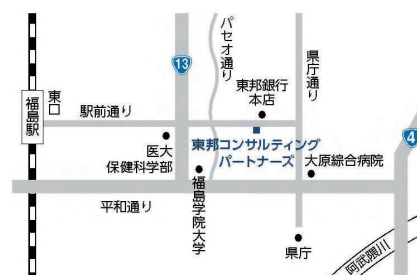 パセオ通り
県庁通り
13
東口
福島駅
駅前通り
東邦銀行
本店
医大
保健科学部
東邦コンサルティング
パートナーズ
大原綜合病院
4
福島学院大学
平和通り
県庁
阿武隈川